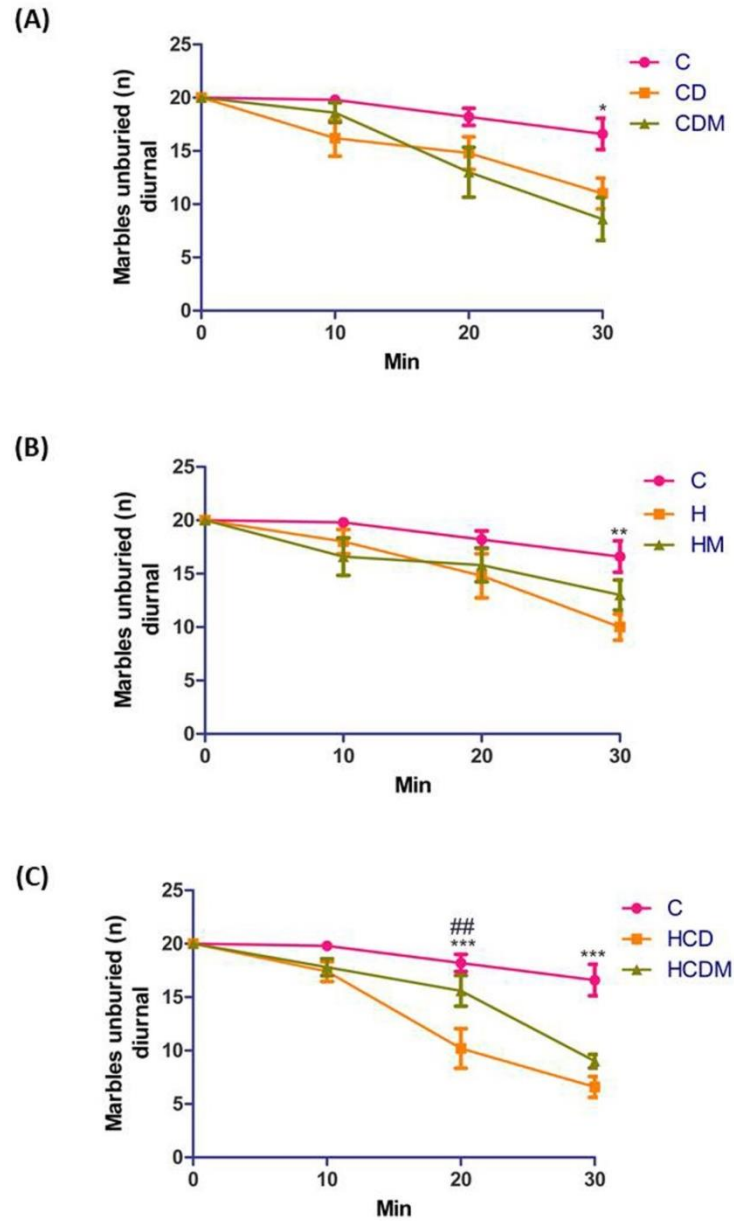 (A)
Marbles unburied (n)
diurnal
25
20
15
10
5
0
0 10 20 30
Min
*
C
CD
CDM
(B)
Marbles unburied (n)
diurnal
25
20
15
10
5
0
0 10 20 30
Min
**
C
H
HM
(C)
Marbles unburied (n)
diurnal
25
20
15
10
5
0
0 10 20 30
Min
##
***
***
C
HCD
HCDM